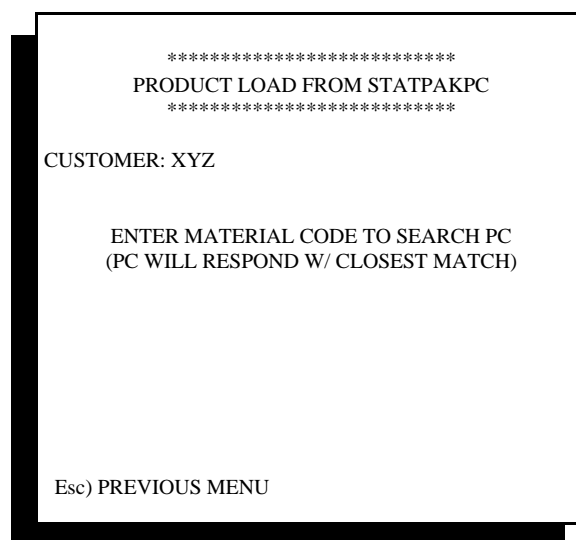 ***************************
PRODUCT LOAD FROM STATPAKPC
***************************
CUSTOMER: XYZ
ENTER MATERIAL CODE TO SEARCH PC
(PC WILL RESPOND W/ CLOSEST MATCH)
Esc) PREVIOUS MENU